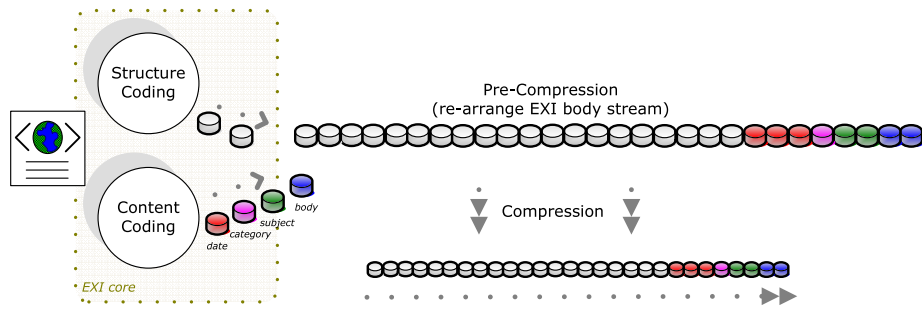 Structure
Coding
Pre-Compression
(re-arrange EXI body stream)
Content
Coding
body
subject
category
date
Compression
EXI core